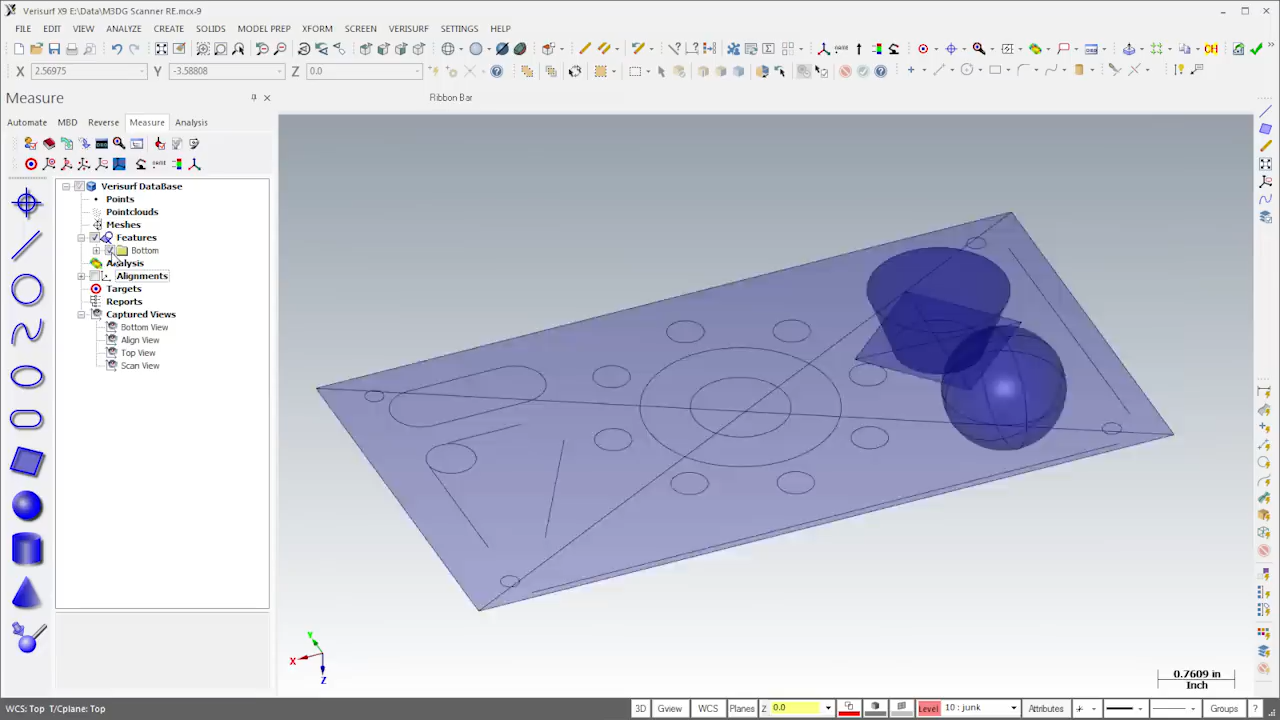 Verisurf X9 E:\Data\M3DG Scanner RE.mcx-9
FILE EDIT VIEW ANALYZE CREATE SOLIDS MODEL PREP XFORM SCREEN VERISURF SETTINGS HELP
X 2.56975 Y -3.58808 Z 0.0
Measure
Ribbon Bar
Automate MBD Reverse Measure Analysis
Verisurf DataBase
Points
Pointclouds
Meshes
Features
Bottom
Analysis
Alignments
Targets
Reports
Captured Views
Bottom View
Align View
Top View
Scan View
Y
X
Z
0.7609 in
Inch
WCS: Top T/Cplane: Top
3D Gview WCS Planes Z 0.0 Level 10 : junk Attributes Groups ?